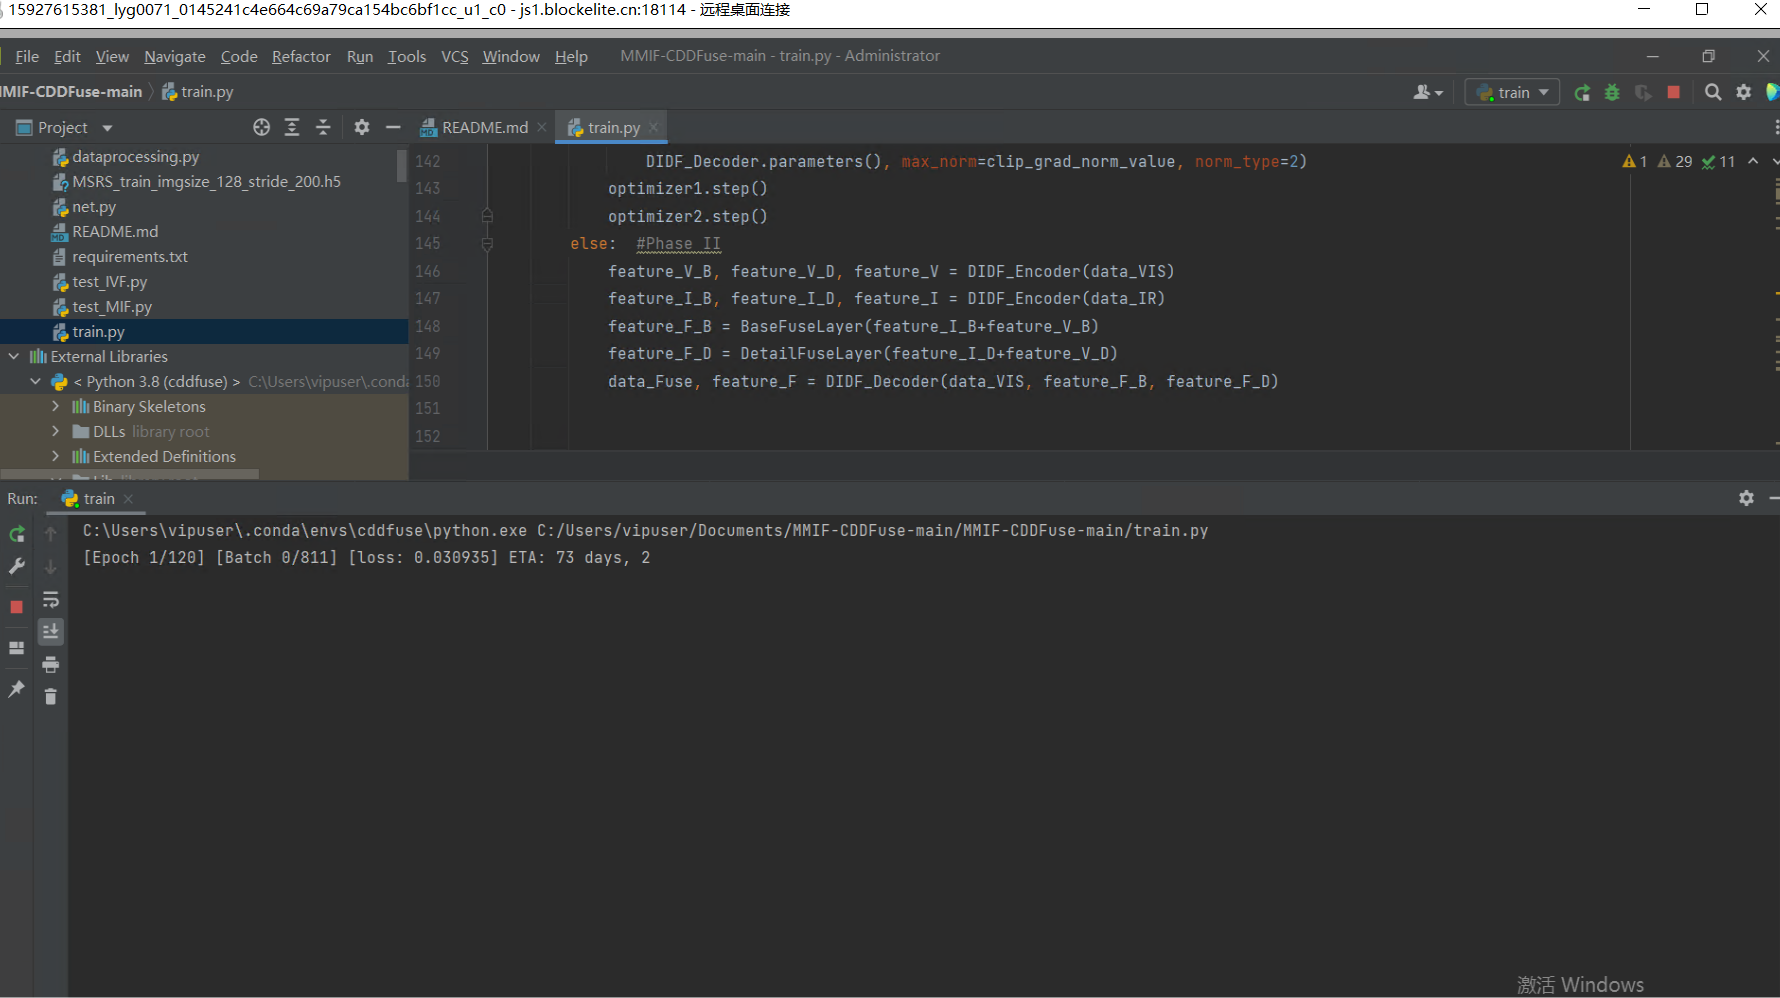 15927615381_lyg0071_0145241c4e664c69a79ca154bc6bf1cc_u1_c0 - js1.blockelite.cn:18114 - 远程桌面连接
File Edit View Navigate Code Refactor Run Tools VCS Window Help MMIF-CDDFuse-main - train.py - Administrator
MMIF-CDDFuse-main train.py train
Project README.md train.py
dataprocessing.py
MSRS_train_imgsize_128_stride_200.h5
net.py
README.md
requirements.txt
test_IVF.py
test_MIF.py
train.py
External Libraries
< Python 3.8 (cddfuse) > C:\Users\vipuser\.conda
Binary Skeletons
DLLs library root
Extended Definitions
142 DIDF_Decoder.parameters(), max_norm=clip_grad_norm_value, norm_type=2) 1 29 11
143 optimizer1.step()
144 optimizer2.step()
145 else: #Phase II
146 feature_V_B, feature_V_D, feature_V = DIDF_Encoder(data_VIS)
147 feature_I_B, feature_I_D, feature_I = DIDF_Encoder(data_IR)
148 feature_F_B = BaseFuseLayer(feature_I_B+feature_V_B)
149 feature_F_D = DetailFuseLayer(feature_I_D+feature_V_D)
150 data_Fuse, feature_F = DIDF_Decoder(data_VIS, feature_F_B, feature_F_D)
151
152
Run: train
C:\Users\vipuser\.conda\envs\cddfuse\python.exe C:/Users/vipuser/Documents/MMIF-CDDFuse-main/MMIF-CDDFuse-main/train.py
[Epoch 1/120] [Batch 0/811] [loss: 0.030935] ETA: 73 days, 2
激活 Windows